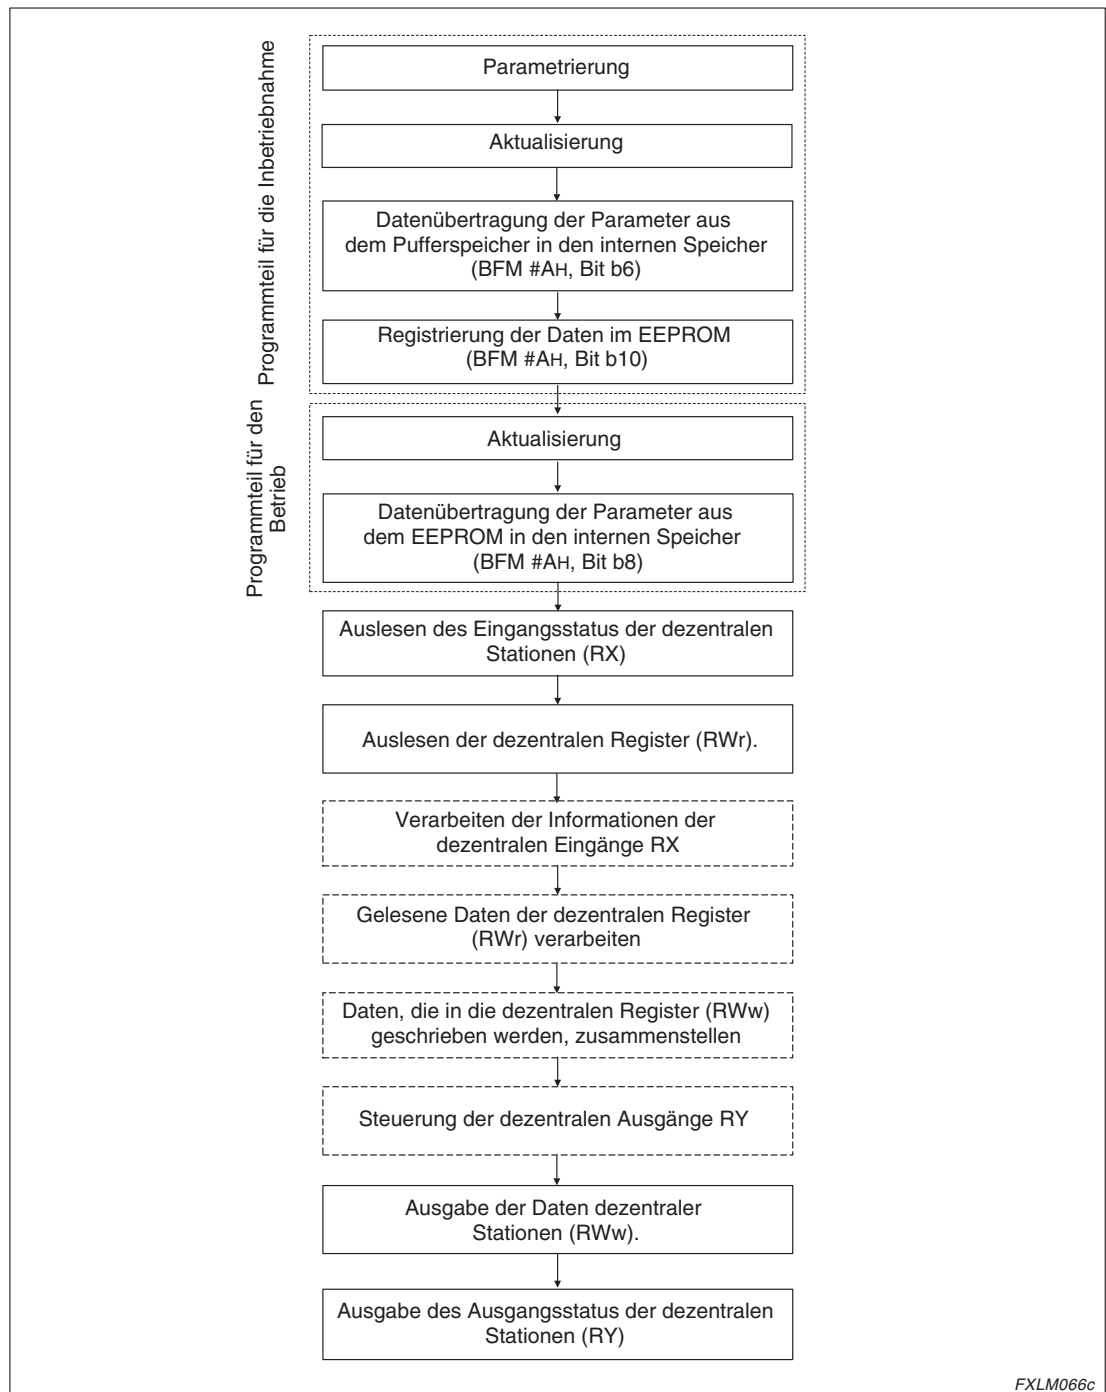 Programmteil für die Inbetriebnahme
Parametrierung
Aktualisierung
Datenübertragung der Parameter aus
dem Pufferspeicher in den internen Speicher
(BFM #AH, Bit b6)
Registrierung der Daten im EEPROM
(BFM #AH, Bit b10)
Programmteil für den
Betrieb
Aktualisierung
Datenübertragung der Parameter aus
dem EEPROM in den internen Speicher
(BFM #AH, Bit b8)
Auslesen des Eingangsstatus der dezentralen
Stationen (RX)
Auslesen der dezentralen Register (RWr).
Verarbeiten der Informationen der
dezentralen Eingänge RX
Gelesene Daten der dezentralen Register
(RWr) verarbeiten
Daten, die in die dezentralen Register (RWw)
geschrieben werden, zusammenstellen
Steuerung der dezentralen Ausgänge RY
Ausgabe der Daten dezentraler
Stationen (RWw).
Ausgabe des Ausgangsstatus der dezentralen
Stationen (RY)
FXLM066c